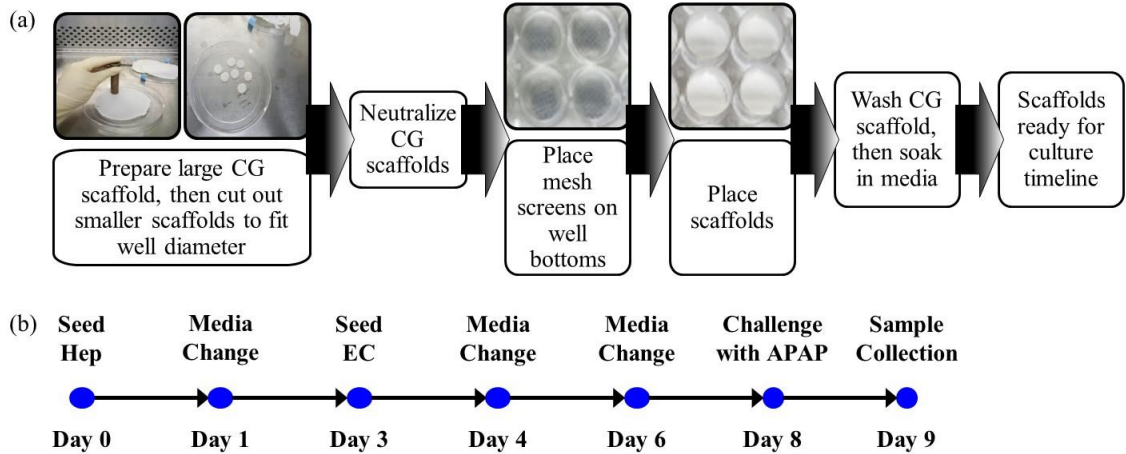 (a)
Prepare large CG
scaffold, then cut out
smaller scaffolds to fit
well diameter
Neutralize
CG
scaffolds
Place
mesh
screens on
well
bottoms
Place
scaffolds
Wash CG
scaffold,
then soak
in media
Scaffolds
ready for
culture
timeline
(b)
Seed
Hep
Media
Change
Seed
EC
Media
Change
Media
Change
Challenge
with APAP
Sample
Collection
Day 0
Day 1
Day 3
Day 4
Day 6
Day 8
Day 9